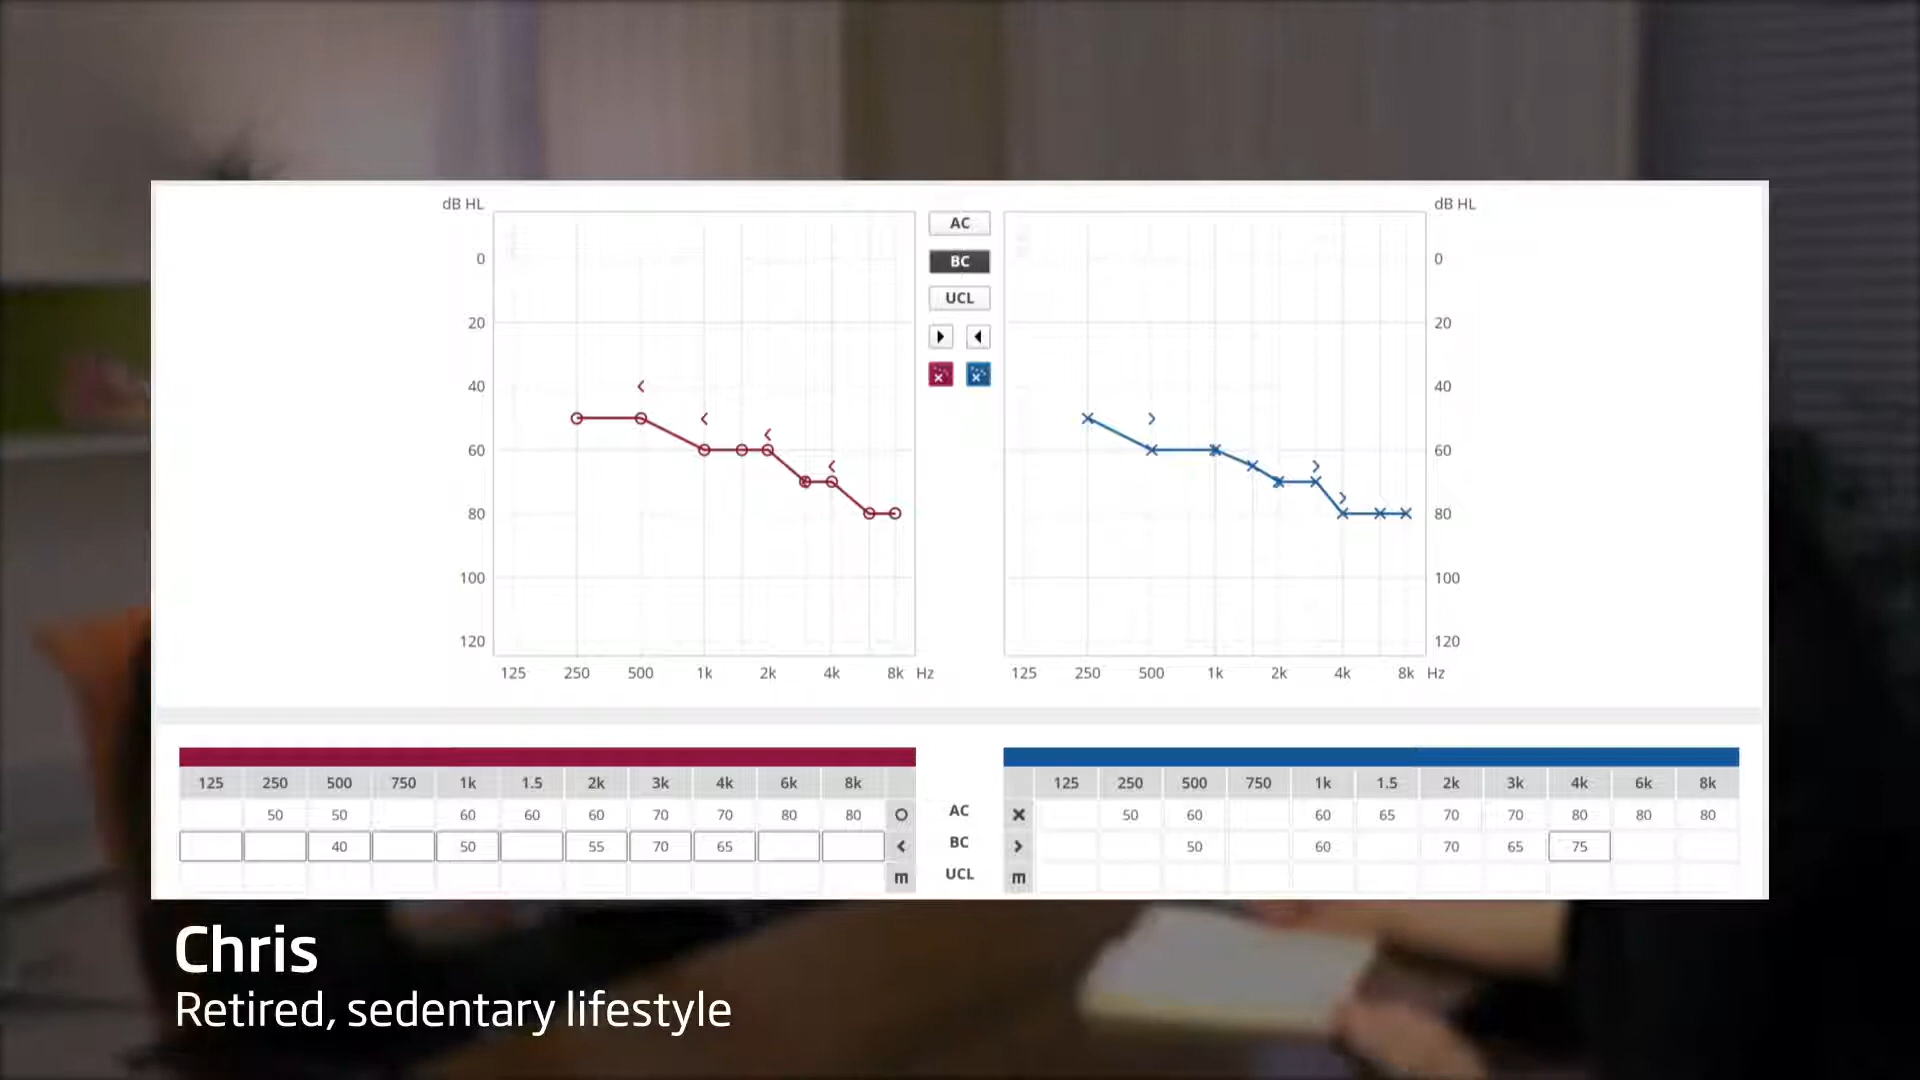 dB HL
0
20
40
60
80
100
120
125 250 500 1k 2k 4k 8k Hz
AC
BC
UCL
dB HL
0
20
40
60
80
100
120
125 250 500 1k 2k 4k 8k Hz
125 250 500 750 1k 1.5 2k 3k 4k 6k 8k
50 50 60 60 60 70 70 80 80
40 50 55 70 65
m
AC
BC
UCL
125 250 500 750 1k 1.5 2k 3k 4k 6k 8k
50 60 60 65 70 70 80 80 80
50 60 70 65 75
m
Chris
Retired, sedentary lifestyle